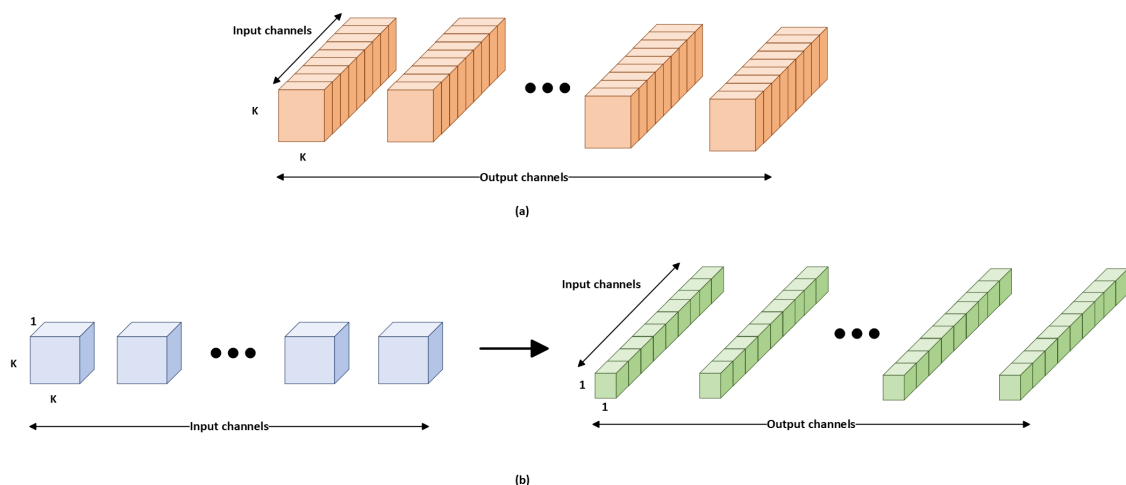 Input channels
K
K
Output channels
(a)
Input channels
1
1
K
1
K
Input channels
Output channels
(b)